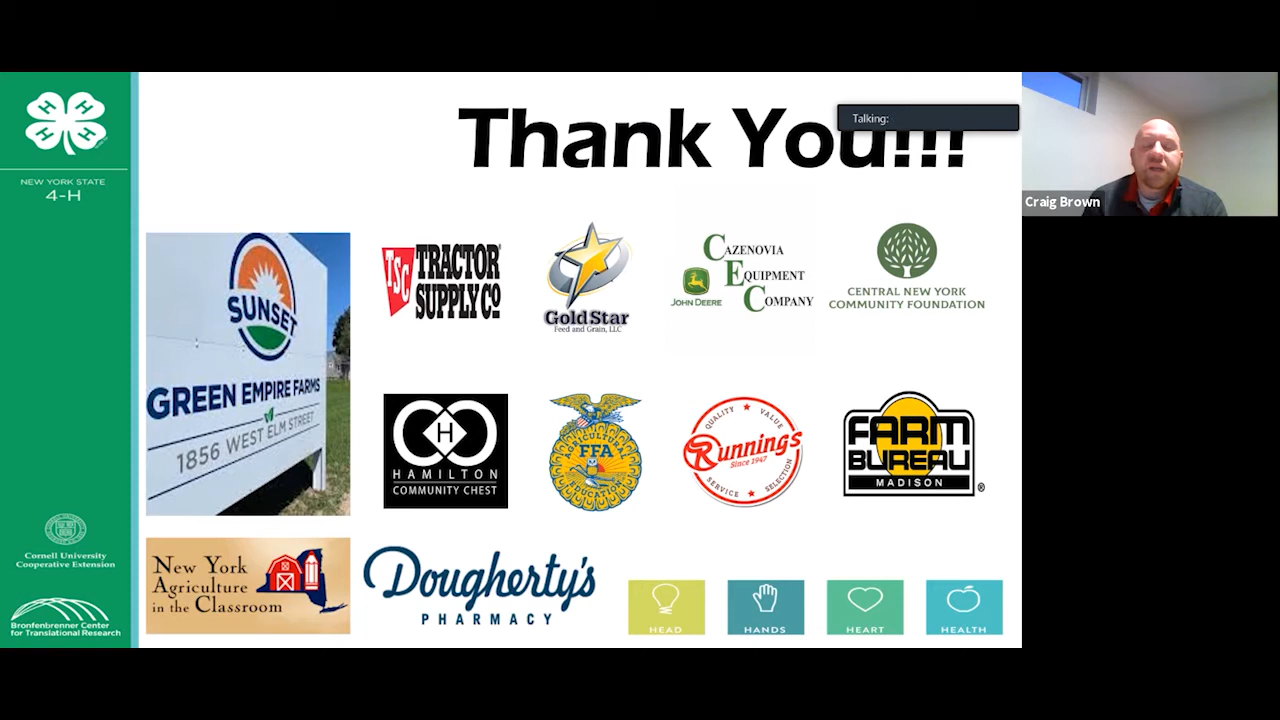 H H
H H
NEW YORK STATE
4-H
Cornell University
Cooperative Extension
Bronfenbrenner Center
for Translational Research
Thank You!!!
Talking:
Craig Brown
SUNSET
GREEN EMPIRE FARMS
1856 WEST ELM STREET
TSC
TRACTOR
SUPPLY CO
Gold Star
Feed and Grain, LLC
CAZENOVIA
EQUIPMENT
COMPANY
JOHN DEERE
CENTRAL NEW YORK
COMMUNITY FOUNDATION
H
HAMILTON
COMMUNITY CHEST
AGRICULTURAL
FFA
EDUCATION
QUALITY ★ VALUE
Runnings
Since 1947
SERVICE ★ SELECTION
FARM
BUREAU
MADISON
®
New York
Agriculture
in the Classroom
Dougherty's
PHARMACY
HEAD
HANDS
HEART
HEALTH